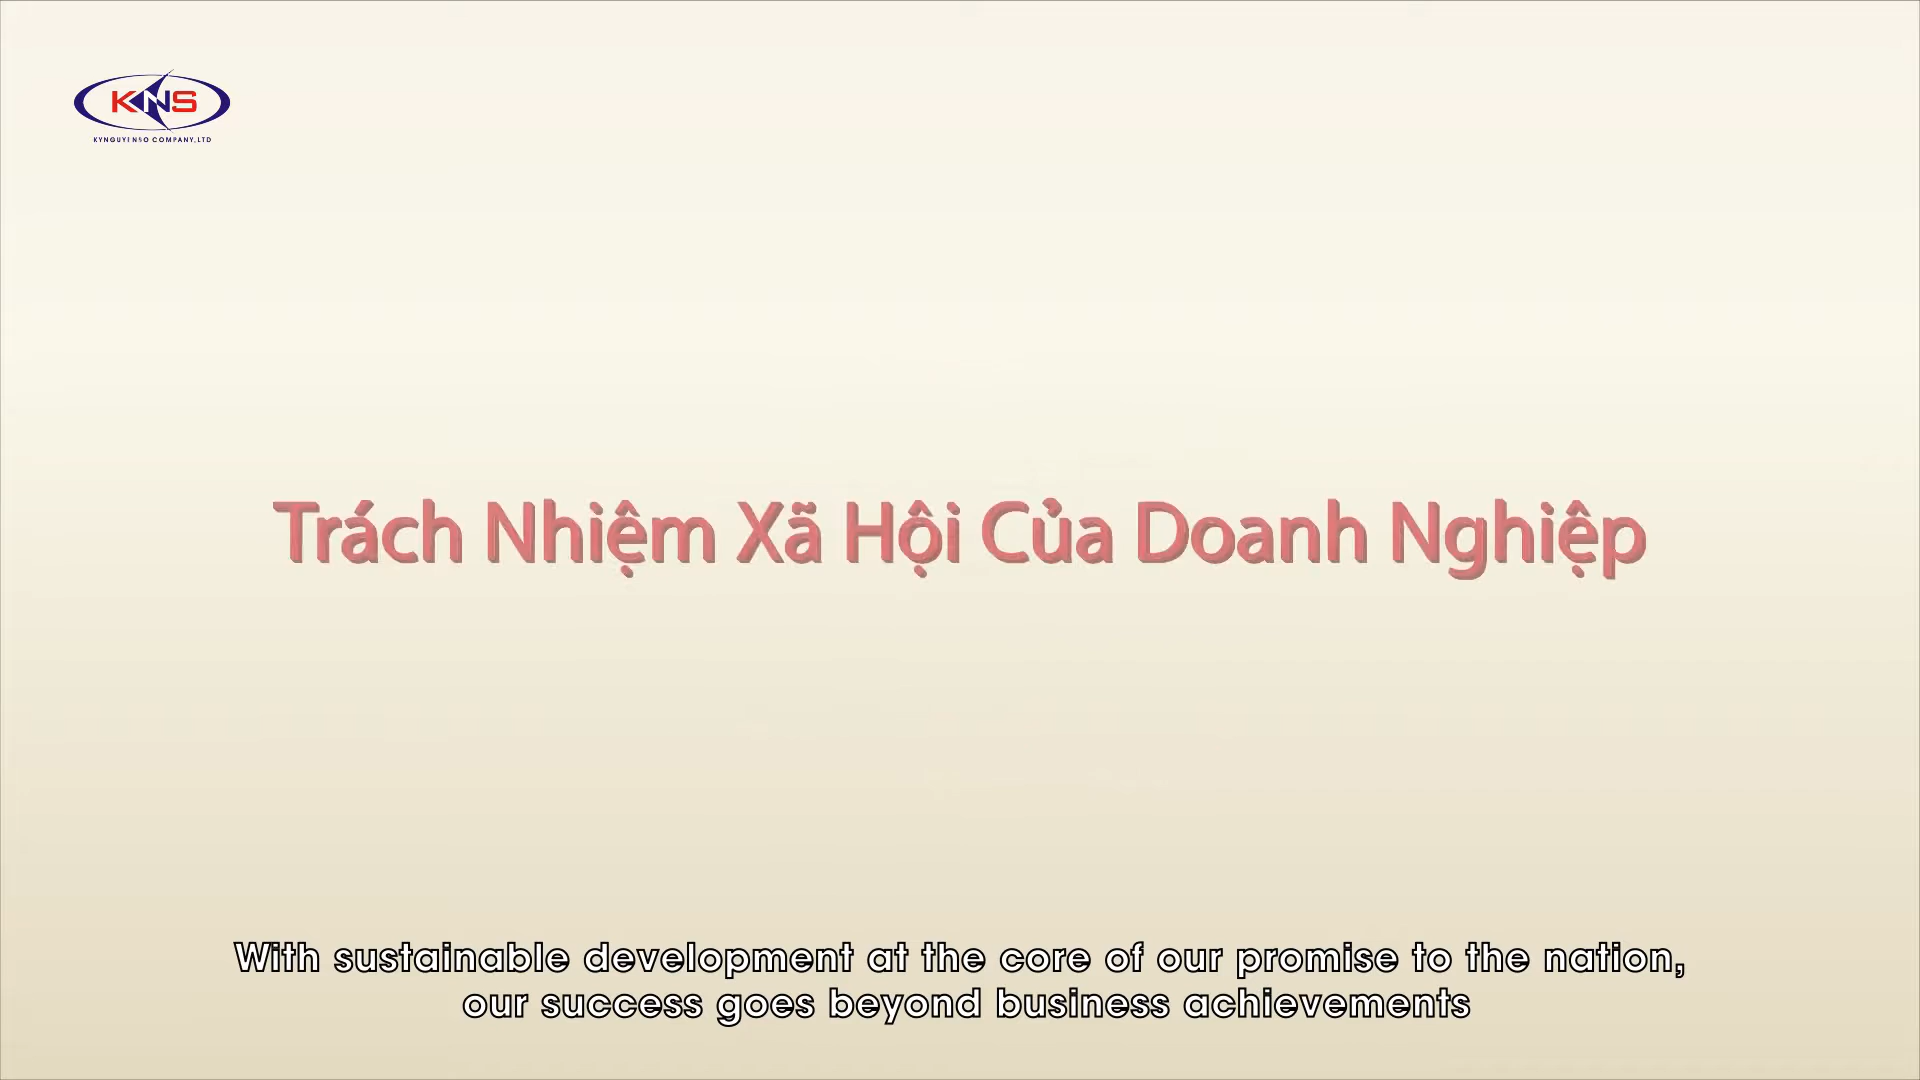 KNS
KYNGUYENSO COMPANY,LTD
Trách Nhiệm Xã Hội Của Doanh Nghiệp
With sustainable development at the core of our promise to the nation,
our success goes beyond business achievements